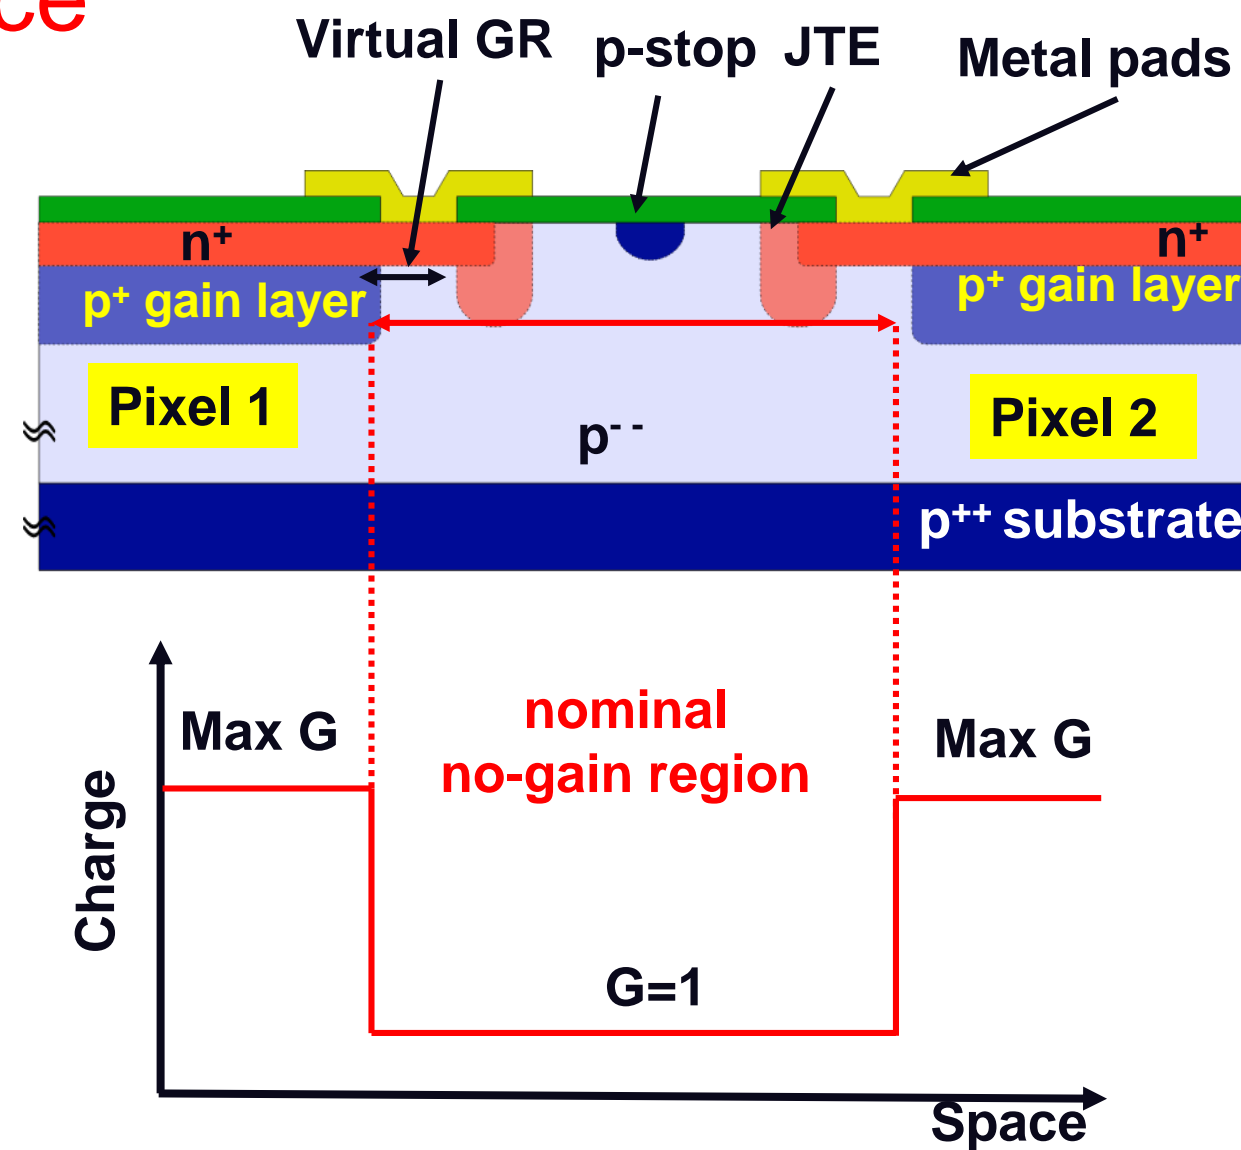 ce
Virtual GR p-stop JTE Metal pads
n⁺ n⁺
p⁺ gain layer p⁺ gain layer
Pixel 1 Pixel 2
p⁻ ⁻
p⁺⁺ substrate
nominal
no-gain region
Max G Max G
Charge
G=1
Space